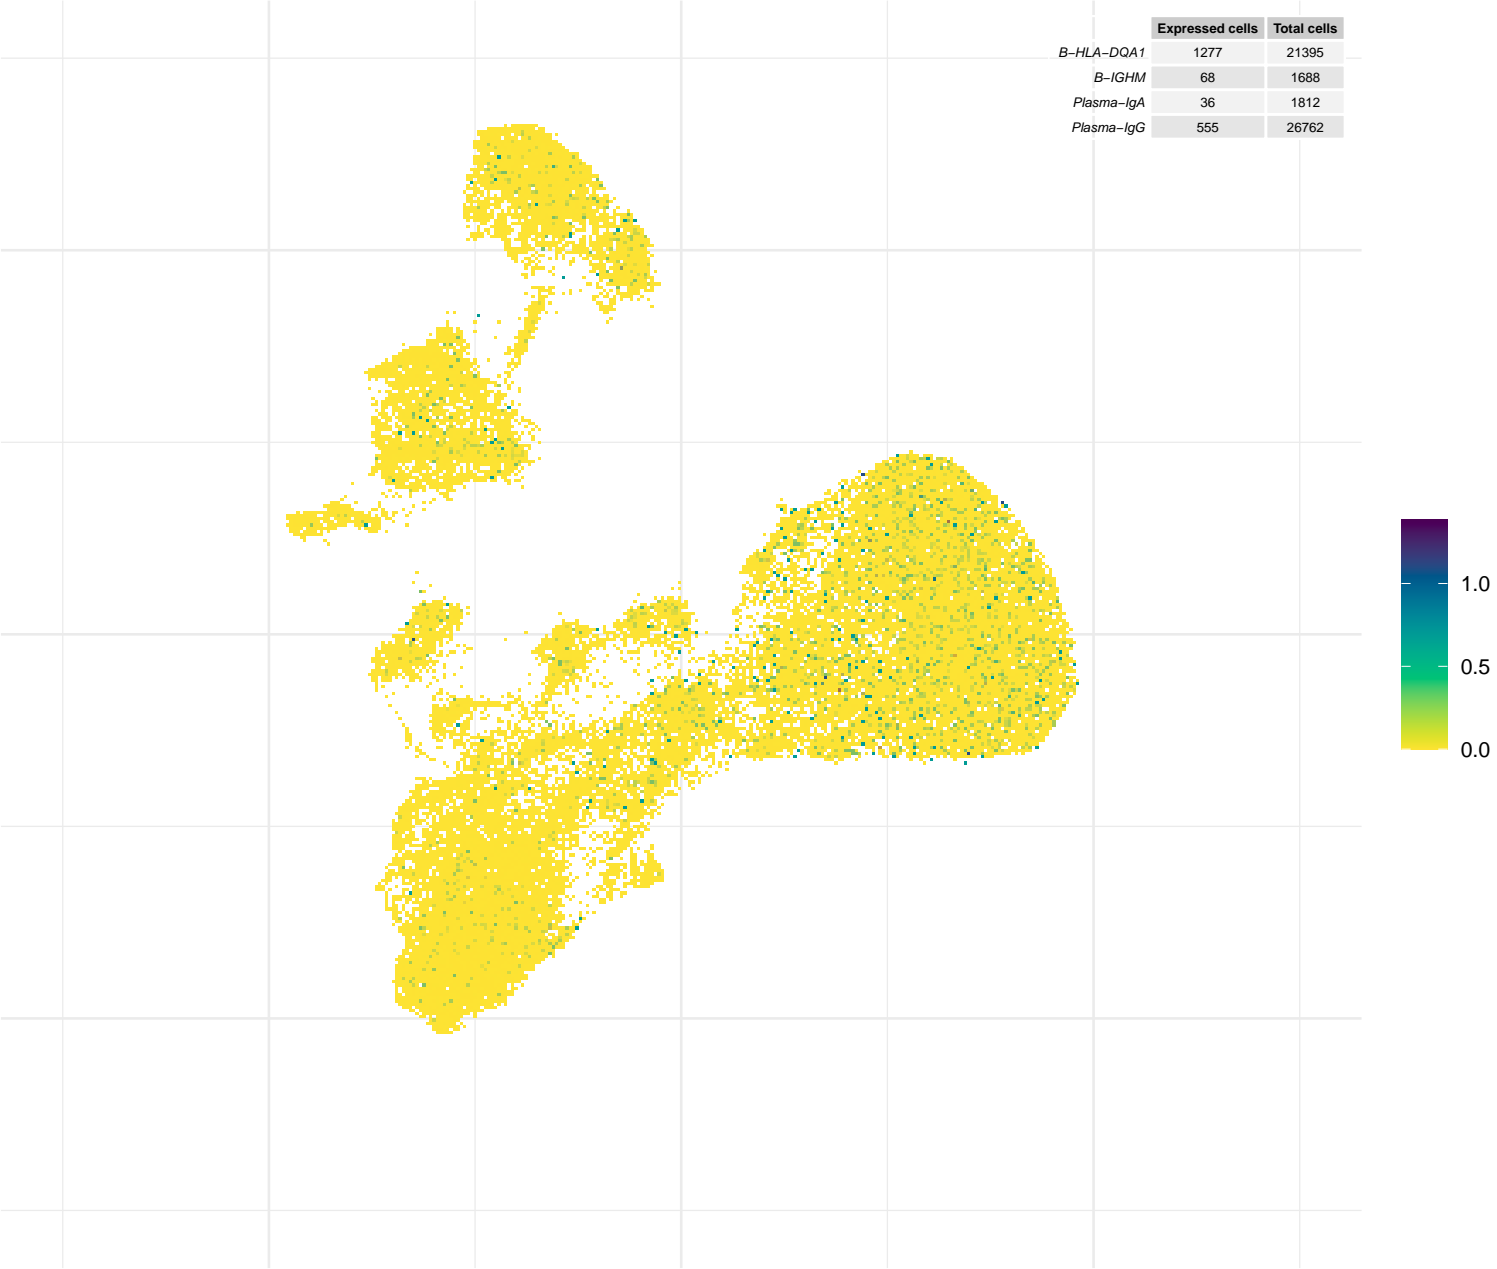 Expressed cells Total cells
B−HLA−DQA1 1277 21395
B−IGHM 68 1688
Plasma−IgA 36 1812
Plasma−IgG 555 26762
1.0
0.5
0.0